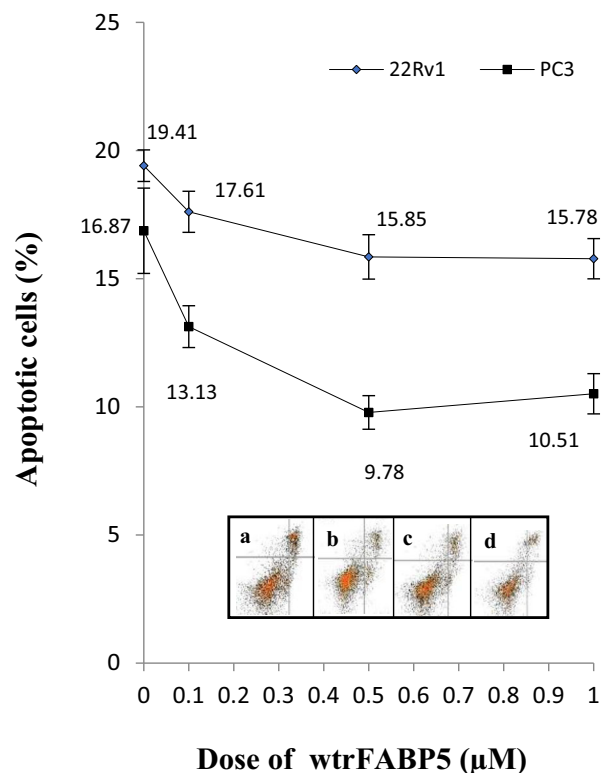 25
22Rv1
PC3
20
19.41
17.61
16.87
15.85
15.78
15
13.13
10
9.78
10.51
Apoptotic cells (%)
a
b
c
d
5
0
0 0.1 0.2 0.3 0.4 0.5 0.6 0.7 0.8 0.9 1
Dose of wtrFABP5 (µM)